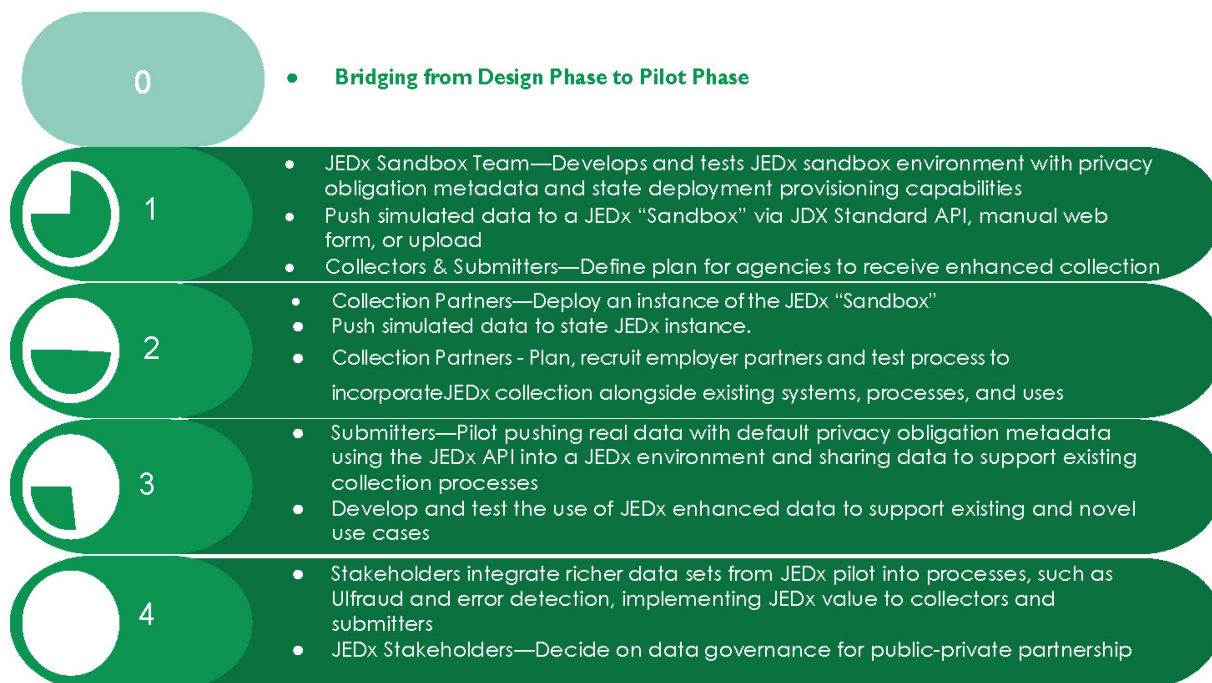 0
● Bridging from Design Phase to Pilot Phase
1
● JEDx Sandbox Team—Develops and tests JEDx sandbox environment with privacy
obligation metadata and state deployment provisioning capabilities
● Push simulated data to a JEDx “Sandbox” via JDX Standard API, manual web
form, or upload
● Collectors & Submitters—Define plan for agencies to receive enhanced collection
2
● Collection Partners—Deploy an instance of the JEDx “Sandbox”
● Push simulated data to state JEDx instance.
● Collection Partners - Plan, recruit employer partners and test process to
incorporateJEDx collection alongside existing systems, processes, and uses
3
● Submitters—Pilot pushing real data with default privacy obligation metadata
using the JEDx API into a JEDx environment and sharing data to support existing
collection processes
● Develop and test the use of JEDx enhanced data to support existing and novel
use cases
4
● Stakeholders integrate richer data sets from JEDx pilot into processes, such as
UIfraud and error detection, implementing JEDx value to collectors and
submitters
● JEDx Stakeholders—Decide on data governance for public-private partnership